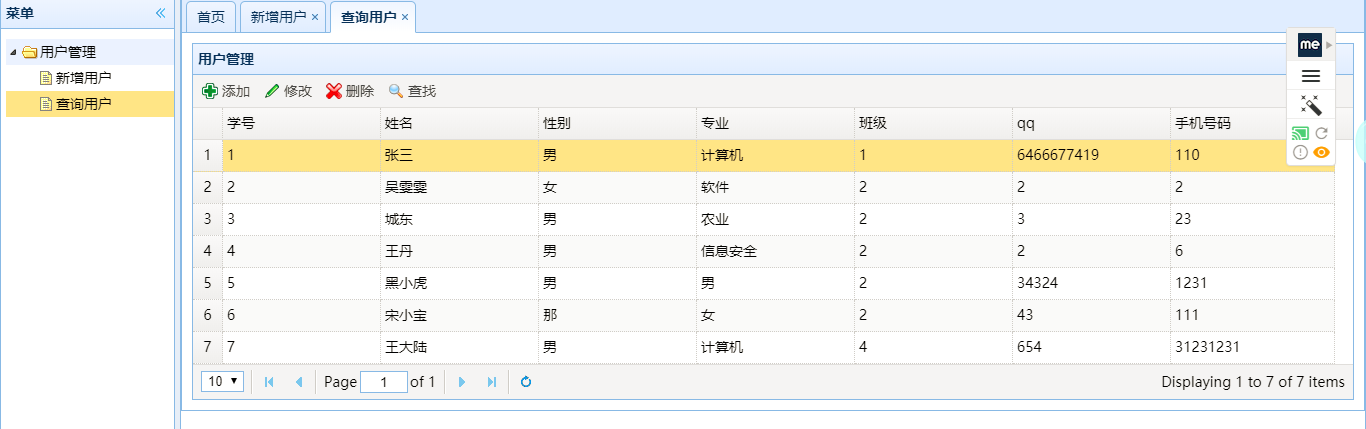 菜单
用户管理
新增用户
查询用户
首页 新增用户 × 查询用户 ×
用户管理
添加 修改 删除 查找
学号 姓名 性别 专业 班级 qq 手机号码
1 1 张三 男 计算机 1 6466677419 110
2 2 吴雯雯 女 软件 2 2 2
3 3 城东 男 农业 2 3 23
4 4 王丹 男 信息安全 2 2 6
5 5 黑小虎 男 男 2 34324 1231
6 6 宋小宝 那 女 2 43 111
7 7 王大陆 男 计算机 4 654 31231231
10 Page 1 of 1 Displaying 1 to 7 of 7 items
me